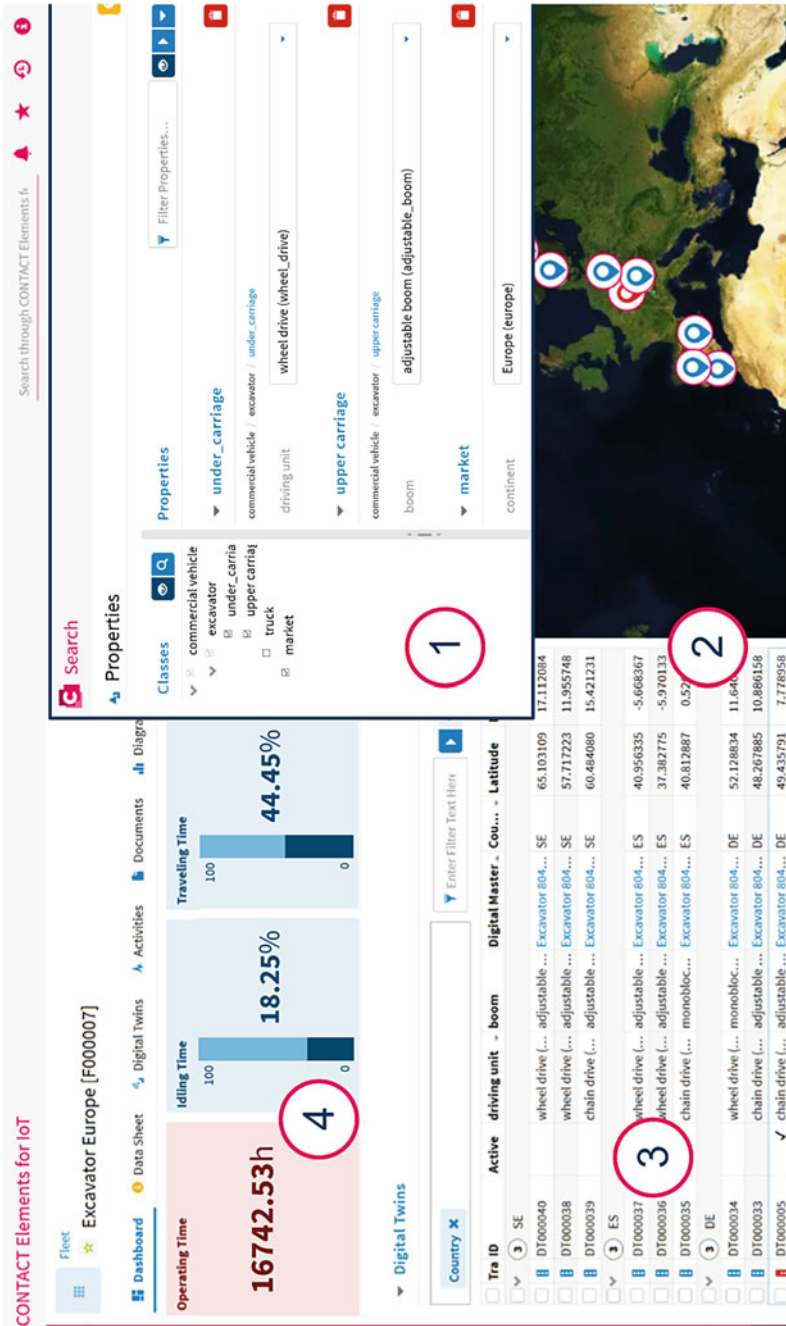 CONTACT Elements for IoT
Search through CONTACT Elements f
Fleet
Excavator Europe [F000007]
Dashboard
Data Sheet
Digital Twins
Activities
Documents
Diagra
Operating Time
16742.53h
Idling Time
100
0
18.25%
Traveling Time
100
0
44.45%
4
Digital Twins
Country ×
Enter Filter Text Here
Tra ID Active driving unit boom Digital Master Cou... Latitude
3 SE
DT000040 wheel drive (... adjustable ... Excavator 804... SE 65.103109 17.112084
DT000038 wheel drive (... adjustable ... Excavator 804... SE 57.717223 11.955748
DT000039 chain drive (... adjustable ... Excavator 804... SE 60.484080 15.421231
3 ES
DT000037 wheel drive (... adjustable ... Excavator 804... ES 40.956335 -5.668367
DT000036 wheel drive (... adjustable ... Excavator 804... ES 37.382775 -5.970133
DT000035 chain drive (... monobloc... Excavator 804... ES 40.812887 0.52
3 DE
DT000034 wheel drive (... monobloc... Excavator 804... DE 52.128834 11.640
DT000033 chain drive (... adjustable ... Excavator 804... DE 48.267885 10.886158
DT000005 ✓ chain drive (... adjustable ... Excavator 804... DE 49.435791 7.778958
3
2
Search
Properties
Classes
commercial vehicle
excavator
under_carria
upper carriag
truck
market
1
Properties
Filter Properties...
under_carriage
commercial vehicle / excavator / under_carriage
driving unit
wheel drive (wheel_drive)
upper carriage
commercial vehicle / excavator / upper carriage
boom
adjustable boom (adjustable_boom)
market
continent
Europe (europe)